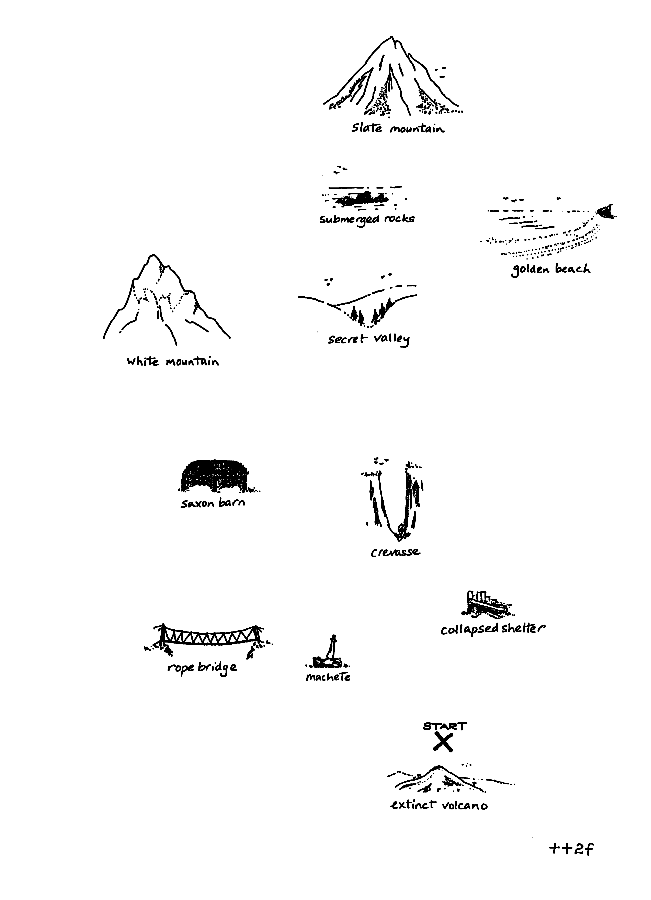 Slate mountain
submerged rocks
golden beach
secret valley
white mountain
saxon barn
crevasse
collapsed shelter
rope bridge
machete
START
X
extinct volcano
++2f